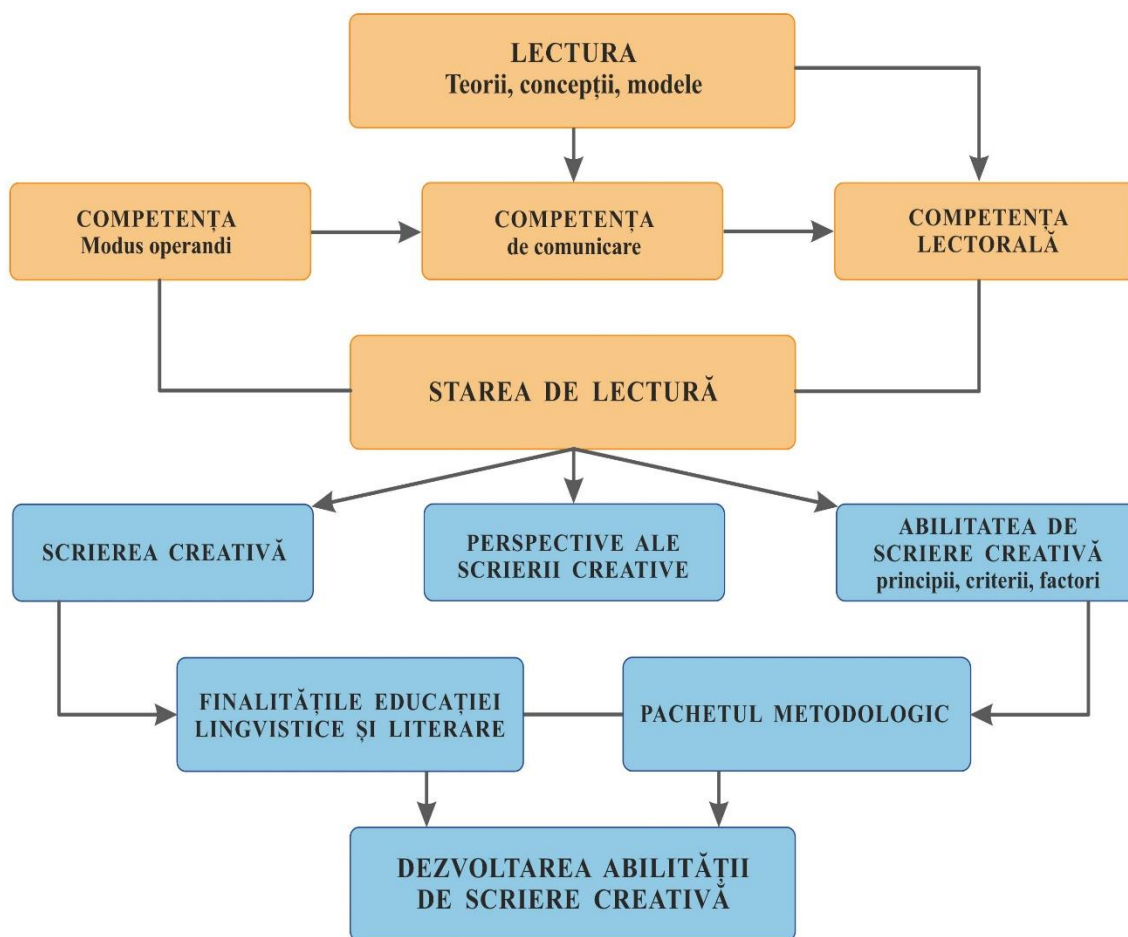 LECTURA
Teorii, concepții, modele
COMPETENȚA
Modus operandi
COMPETENȚA
de comunicare
COMPETENȚA
LECTORALĂ
STAREA DE LECTURĂ
SCRIEREA CREATIVĂ
PERSPECTIVE ALE
SCRIERII CREATIVE
ABILITATEA DE
SCRIERE CREATIVĂ
principii, criterii, factori
FINALITĂȚILE EDUCAȚIEI
LINGVISTICE ȘI LITERARE
PACHETUL METODOLOGIC
DEZVOLTAREA ABILITĂȚII
DE SCRIERE CREATIVĂ